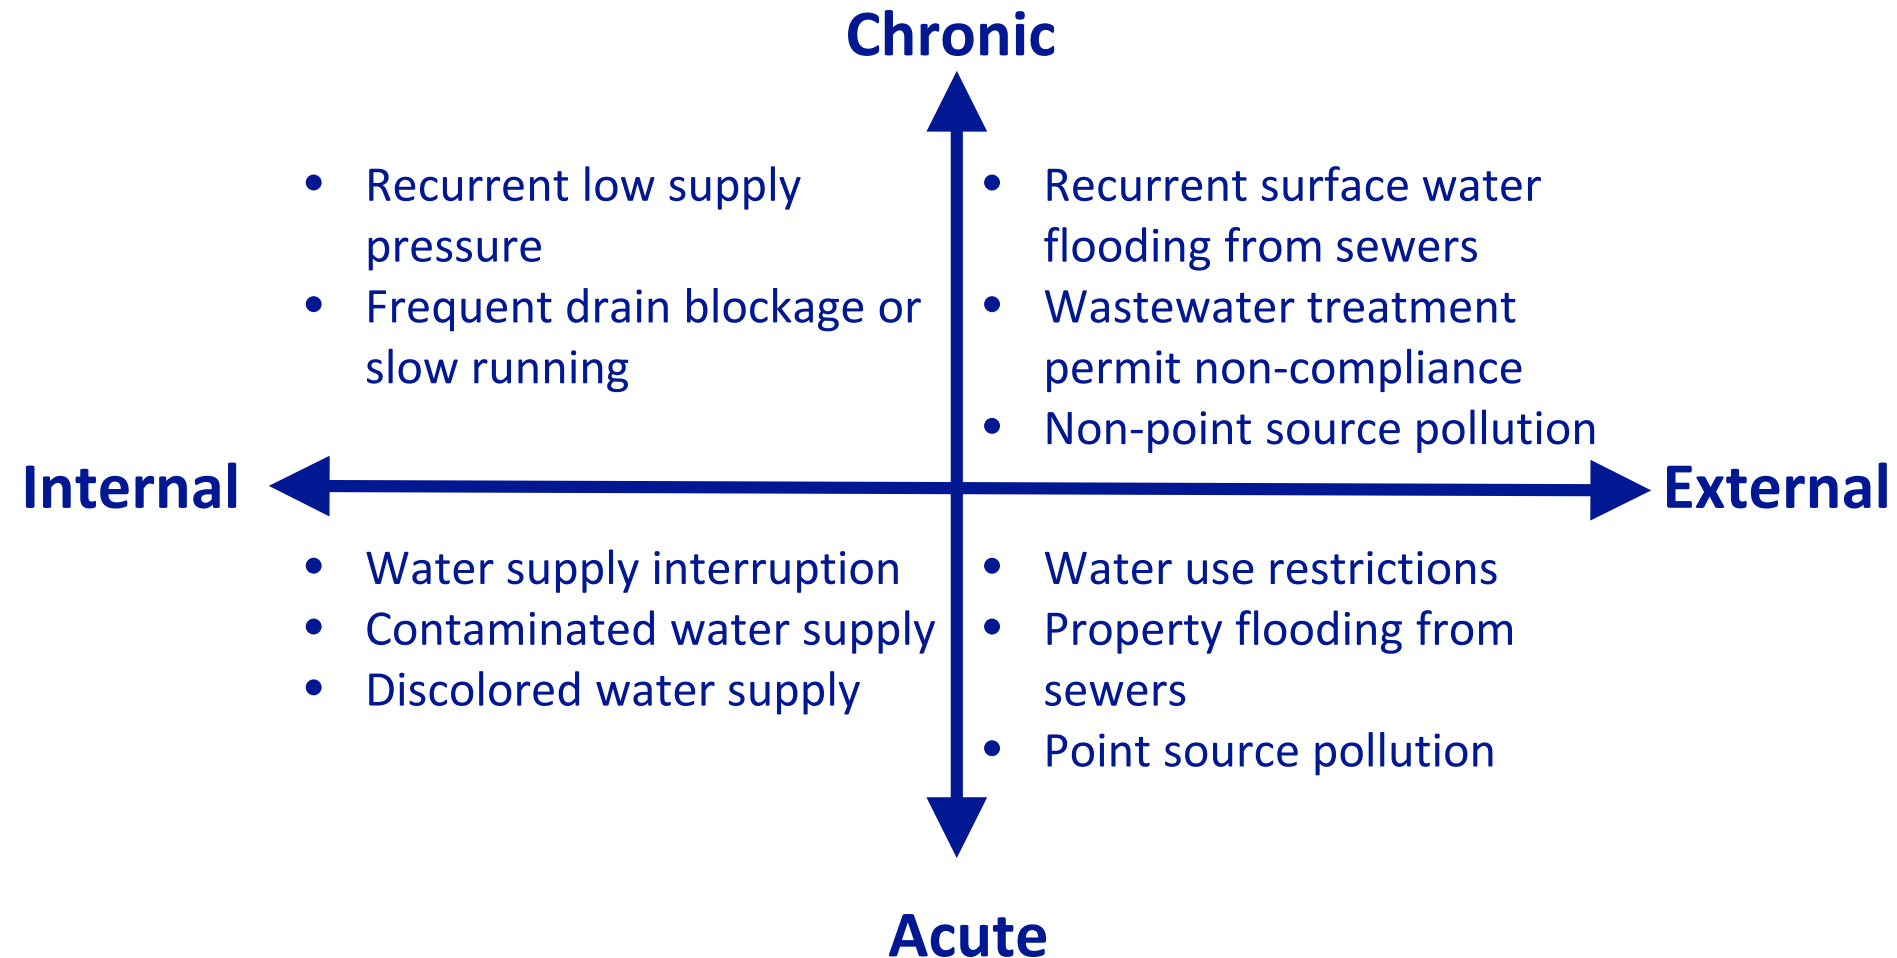 Chronic
• Recurrent low supply
pressure
• Frequent drain blockage or
slow running
• Recurrent surface water
flooding from sewers
• Wastewater treatment
permit non-compliance
• Non-point source pollution
Internal
External
• Water supply interruption
• Contaminated water supply
• Discolored water supply
• Water use restrictions
• Property flooding from
sewers
• Point source pollution
Acute